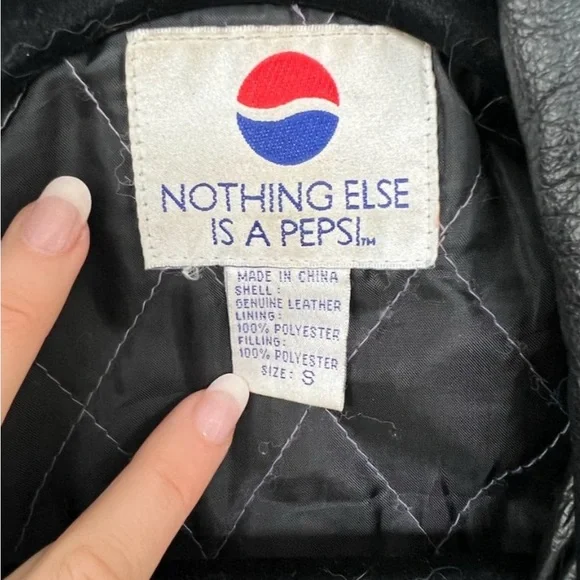 NOTHING ELSE
IS A PEPSI™
MADE IN CHINA
SHELL:
GENUINE LEATHER
LINING:
100% POLYESTER
FILLING:
100% POLYESTER
SIZE: S